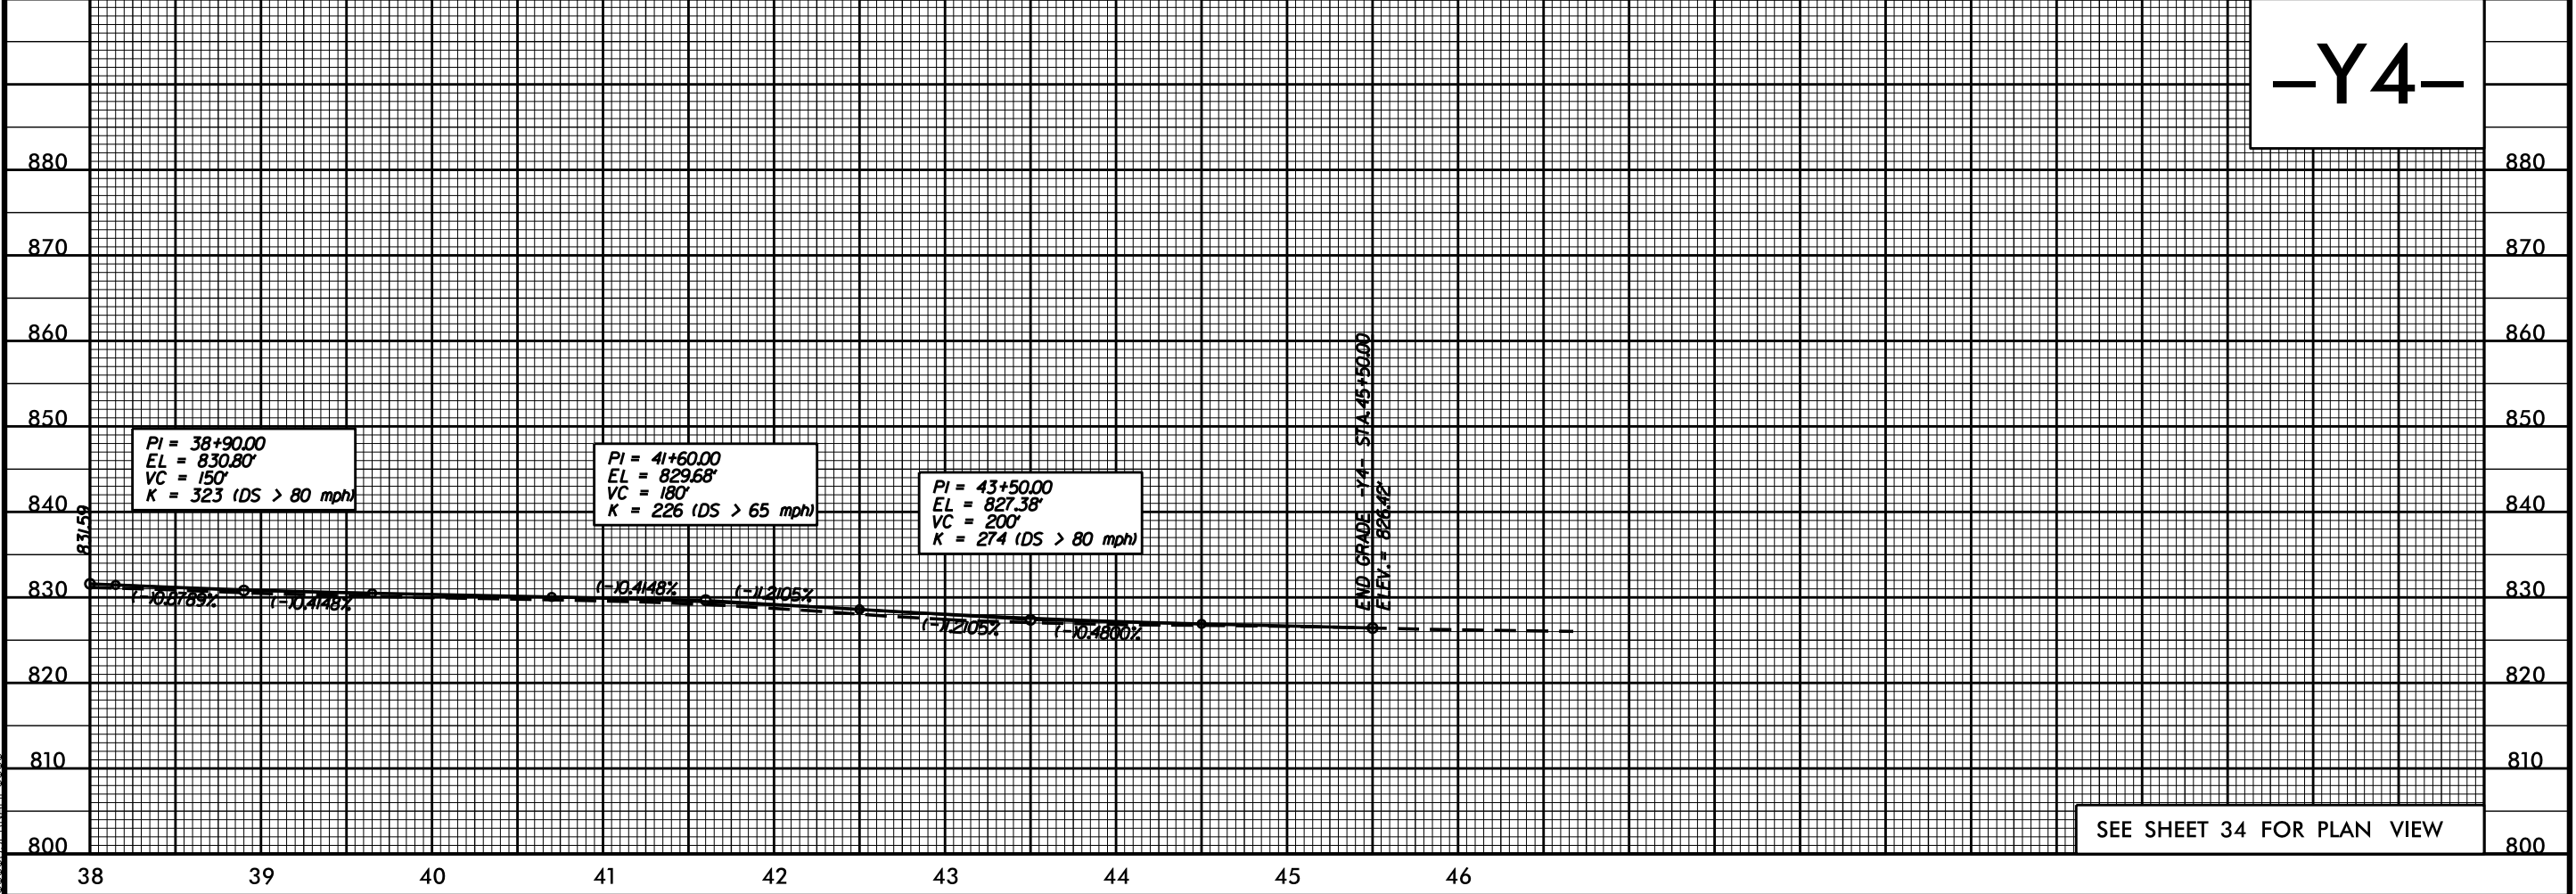 -Y4-
880 880
870 870
860 860
850 850
PI = 38+90.00
EL = 830.80'
VC = 150'
K = 323 (DS > 80 mph)
PI = 41+60.00
EL = 829.68'
VC = 180'
K = 226 (DS > 65 mph)
PI = 43+50.00
EL = 827.38'
VC = 200'
K = 274 (DS > 80 mph)
END GRADE -Y4- STA.45+50.00
ELEV. = 826.42'
840 840
831.59
830 830
(-)0.8789%
(-)0.4148%
(-)0.4148%
(-)1.2105%
(-)1.2105%
(-)0.4800%
820 820
810 810
SEE SHEET 34 FOR PLAN VIEW
800 800
38 39 40 41 42 43 44 45 46